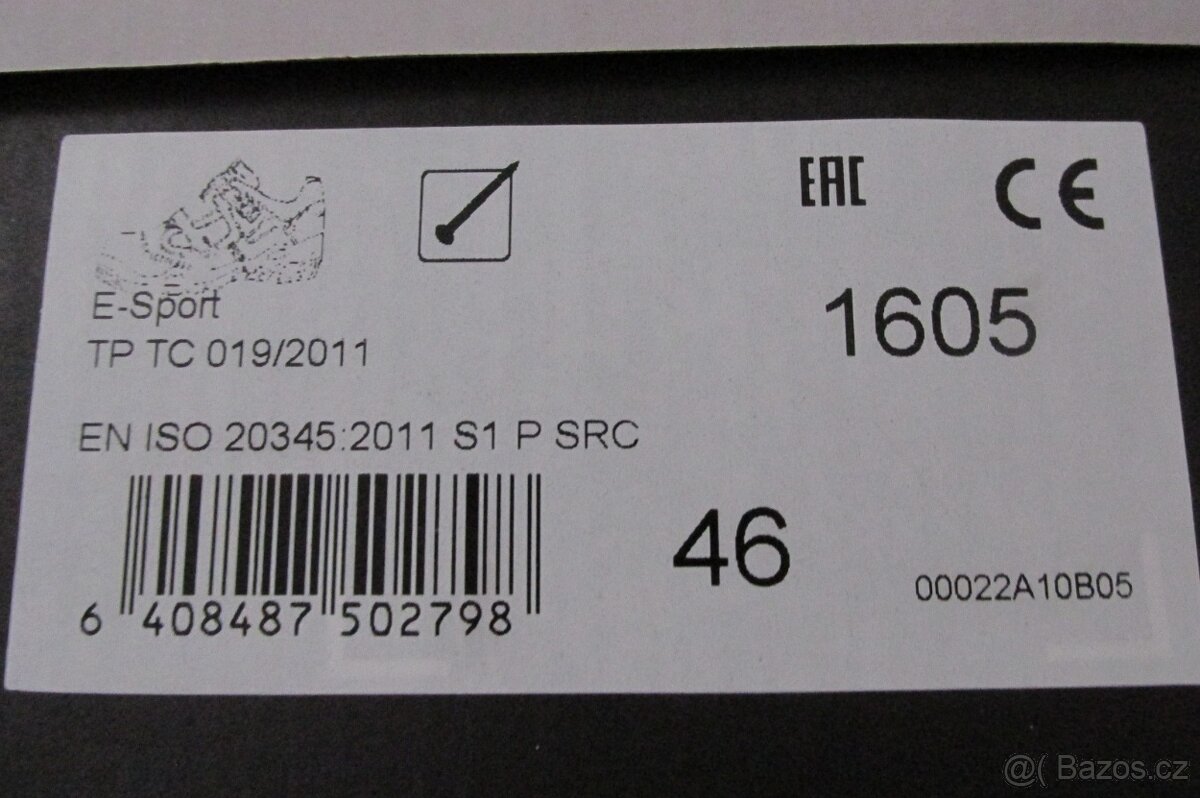 EAC CE
E-Sport
1605
TP TC 019/2011
EN ISO 20345:2011 S1 P SRC
46
00022A10B05
6 408487 502798
@( Bazos.cz